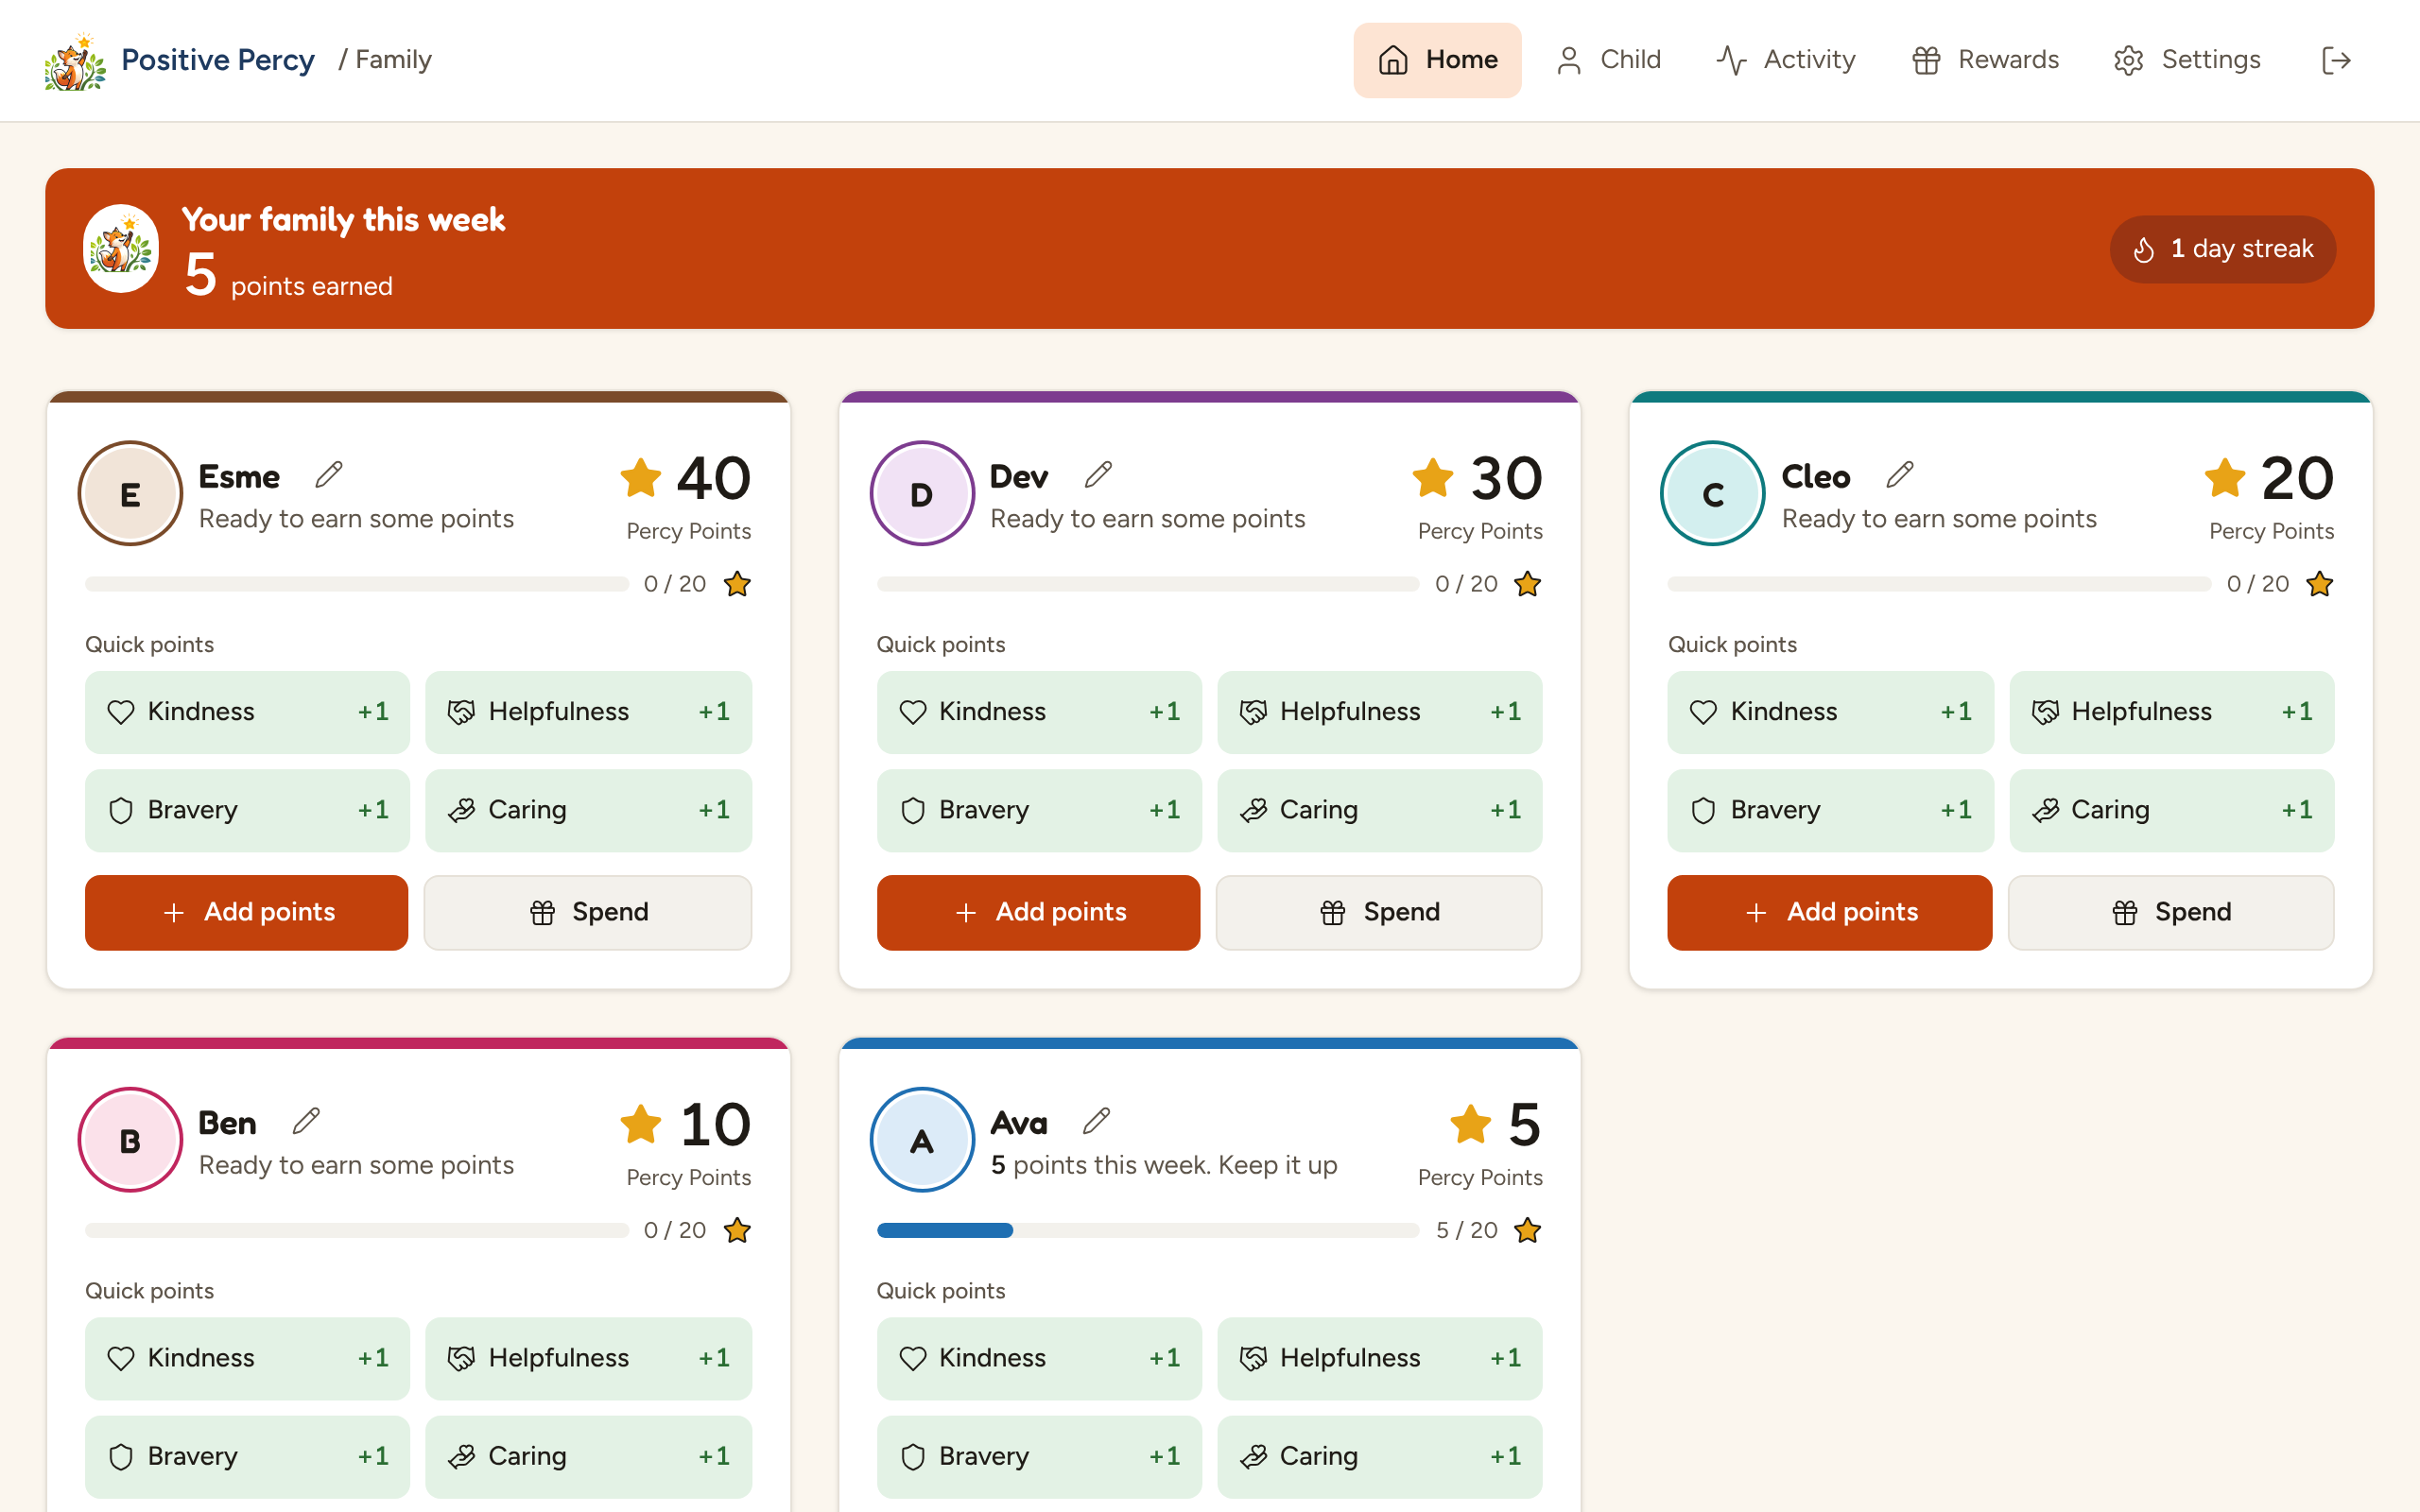 Positive Percy / Family
Home
Child
Activity
Rewards
Settings
Your family this week
5 points earned
1 day streak
E
Esme
Ready to earn some points
40
Percy Points
0 / 20
Quick points
Kindness +1
Helpfulness +1
Bravery +1
Caring +1
Add points
Spend
D
Dev
Ready to earn some points
30
Percy Points
0 / 20
Quick points
Kindness +1
Helpfulness +1
Bravery +1
Caring +1
Add points
Spend
C
Cleo
Ready to earn some points
20
Percy Points
0 / 20
Quick points
Kindness +1
Helpfulness +1
Bravery +1
Caring +1
Add points
Spend
B
Ben
Ready to earn some points
10
Percy Points
0 / 20
Quick points
Kindness +1
Helpfulness +1
Bravery +1
Caring +1
A
Ava
5 points this week. Keep it up
5
Percy Points
5 / 20
Quick points
Kindness +1
Helpfulness +1
Bravery +1
Caring +1